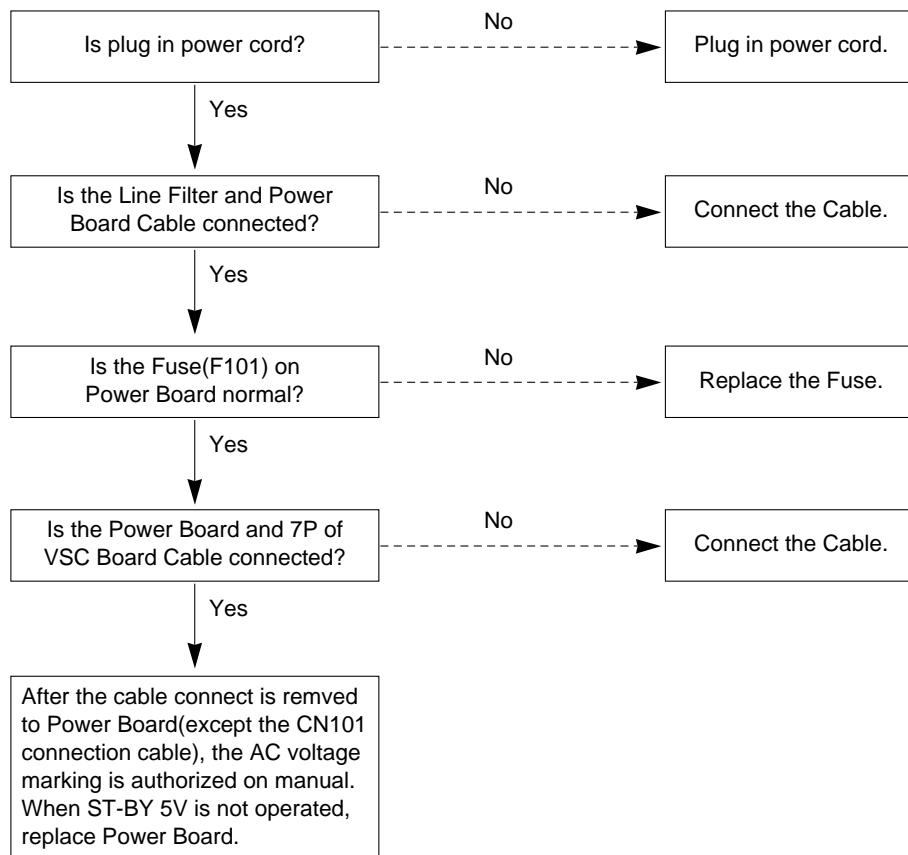 Is plug in power cord?
No
Plug in power cord.
Yes
Is the Line Filter and Power
Board Cable connected?
No
Connect the Cable.
Yes
Is the Fuse(F101) on
Power Board normal?
No
Replace the Fuse.
Yes
Is the Power Board and 7P of
VSC Board Cable connected?
No
Connect the Cable.
Yes
After the cable connect is remved
to Power Board(except the CN101
connection cable), the AC voltage
marking is authorized on manual.
When ST-BY 5V is not operated,
replace Power Board.